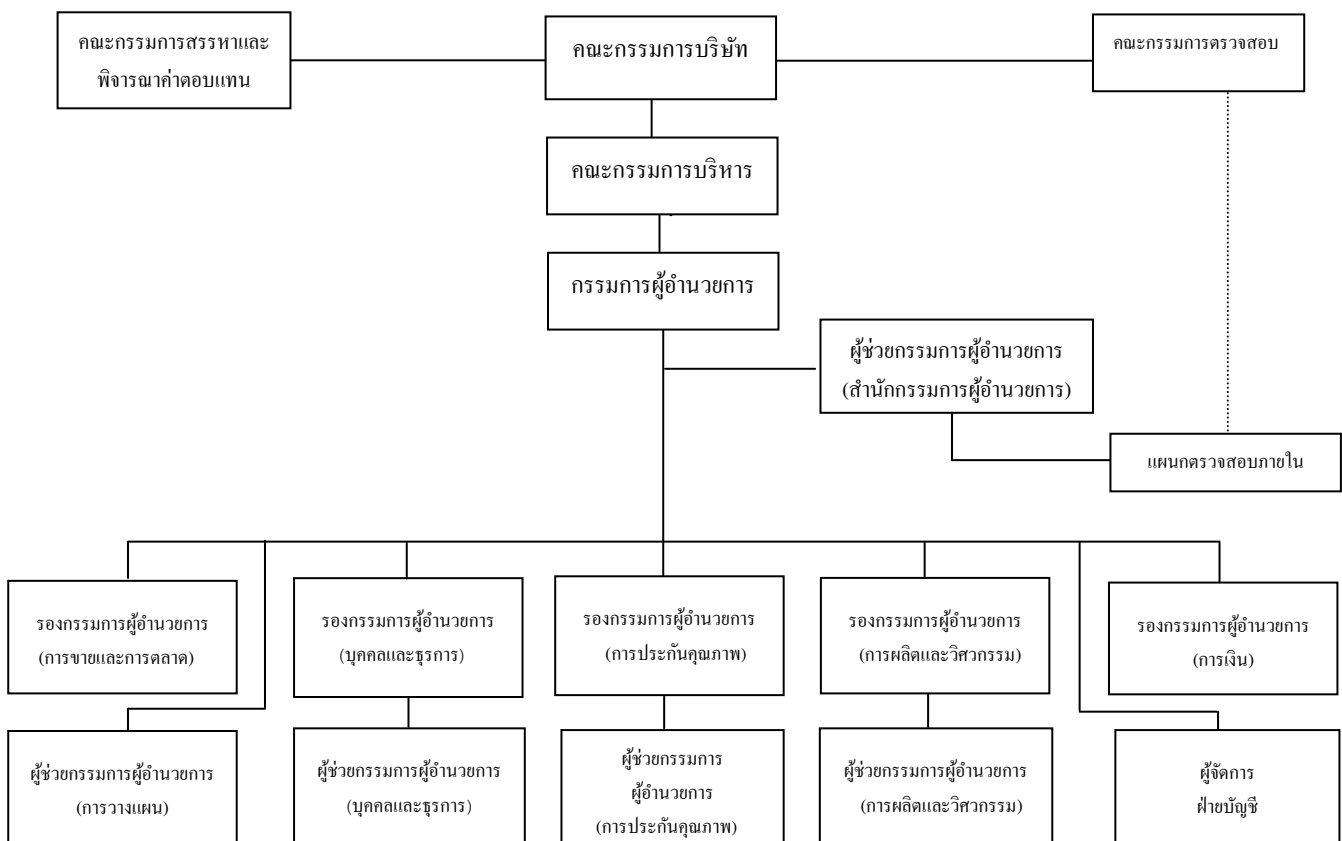 คณะกรรมการสรรหาและ
พิจารณาค่าตอบแทน
คณะกรรมการบริษัท
คณะกรรมการตรวจสอบ
คณะกรรมการบริหาร
กรรมการผู้อำนวยการ
ผู้ช่วยกรรมการผู้อำนวยการ
(สำนักกรรมการผู้อำนวยการ)
แผนกตรวจสอบภายใน
รองกรรมการผู้อำนวยการ
(การขายและการตลาด)
รองกรรมการผู้อำนวยการ
(บุคคลและธุรการ)
รองกรรมการผู้อำนวยการ
(การประกันคุณภาพ)
รองกรรมการผู้อำนวยการ
(การผลิตและวิศวกรรม)
รองกรรมการผู้อำนวยการ
(การเงิน)
ผู้ช่วยกรรมการผู้อำนวยการ
(การวางแผน)
ผู้ช่วยกรรมการผู้อำนวยการ
(บุคคลและธุรการ)
ผู้ช่วยกรรมการ
ผู้อำนวยการ
(การประกันคุณภาพ)
ผู้ช่วยกรรมการผู้อำนวยการ
(การผลิตและวิศวกรรม)
ผู้จัดการ
ฝ่ายบัญชี